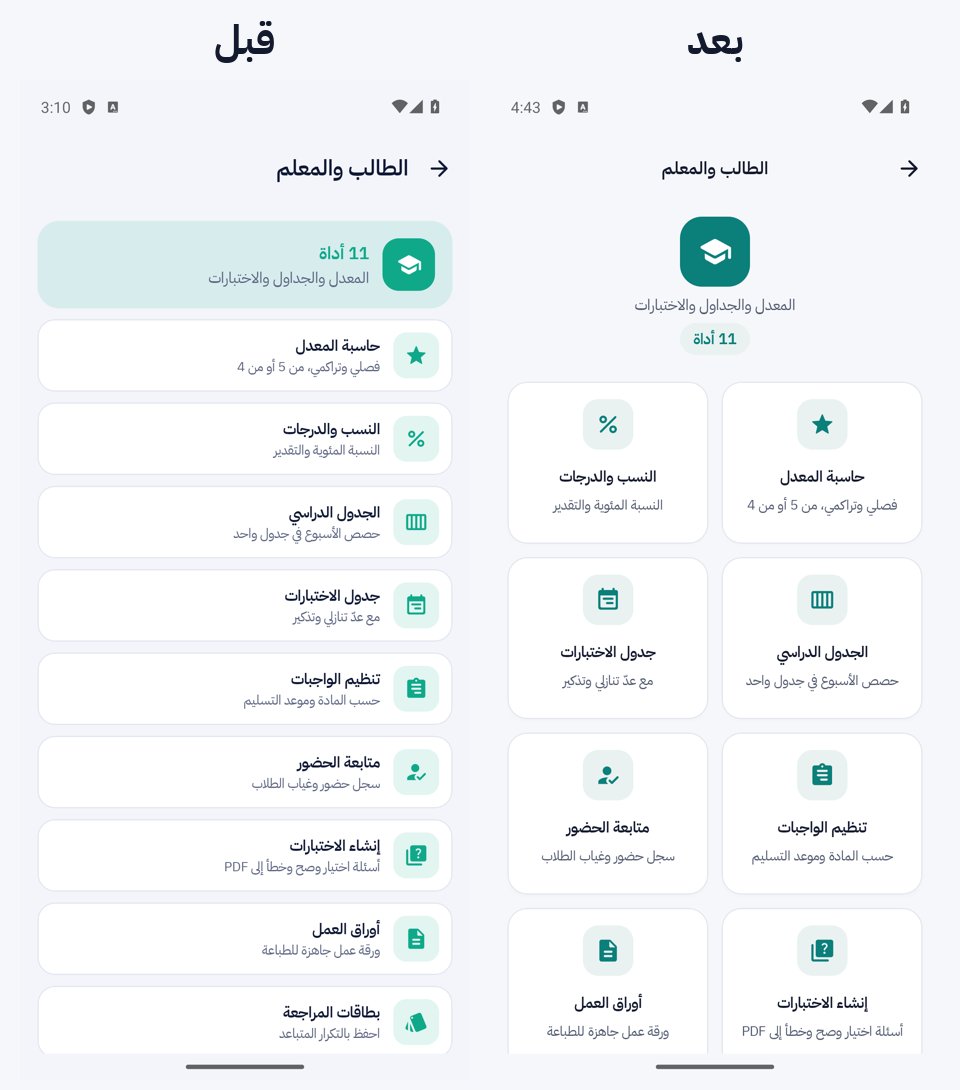 قبل
3:10
الطالب والمعلم
11 أداة
المعدل والجداول والاختبارات
حاسبة المعدل
فصلي وتراكمي، من 5 أو من 4
النسب والدرجات
النسبة المئوية والتقدير
الجدول الدراسي
حصص الأسبوع في جدول واحد
جدول الاختبارات
مع عدّ تنازلي وتذكير
تنظيم الواجبات
حسب المادة وموعد التسليم
متابعة الحضور
سجل حضور وغياب الطلاب
إنشاء الاختبارات
أسئلة اختيار وصح وخطأ إلى PDF
أوراق العمل
ورقة عمل جاهزة للطباعة
بطاقات المراجعة
احفظ بالتكرار المتباعد
بعد
4:43
الطالب والمعلم
المعدل والجداول والاختبارات
11 أداة
حاسبة المعدل
فصلي وتراكمي، من 5 أو من 4
النسب والدرجات
النسبة المئوية والتقدير
الجدول الدراسي
حصص الأسبوع في جدول واحد
جدول الاختبارات
مع عدّ تنازلي وتذكير
تنظيم الواجبات
حسب المادة وموعد التسليم
متابعة الحضور
سجل حضور وغياب الطلاب
إنشاء الاختبارات
أسئلة اختيار وصح وخطأ إلى PDF
أوراق العمل
ورقة عمل جاهزة للطباعة